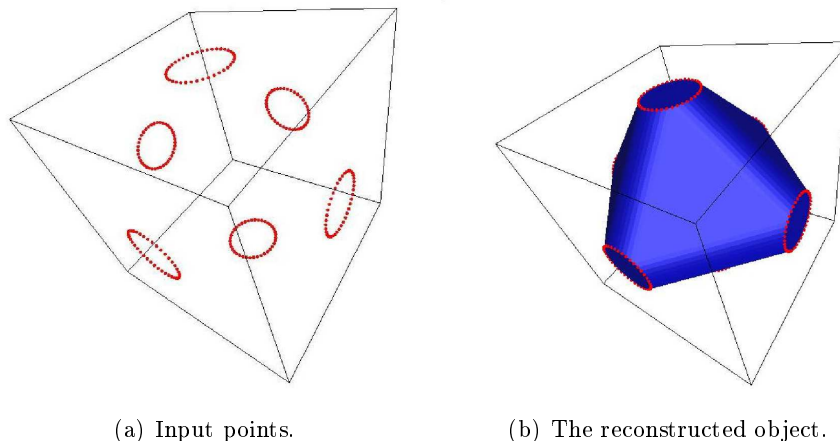 (a) Input points.
(b) The reconstructed object.